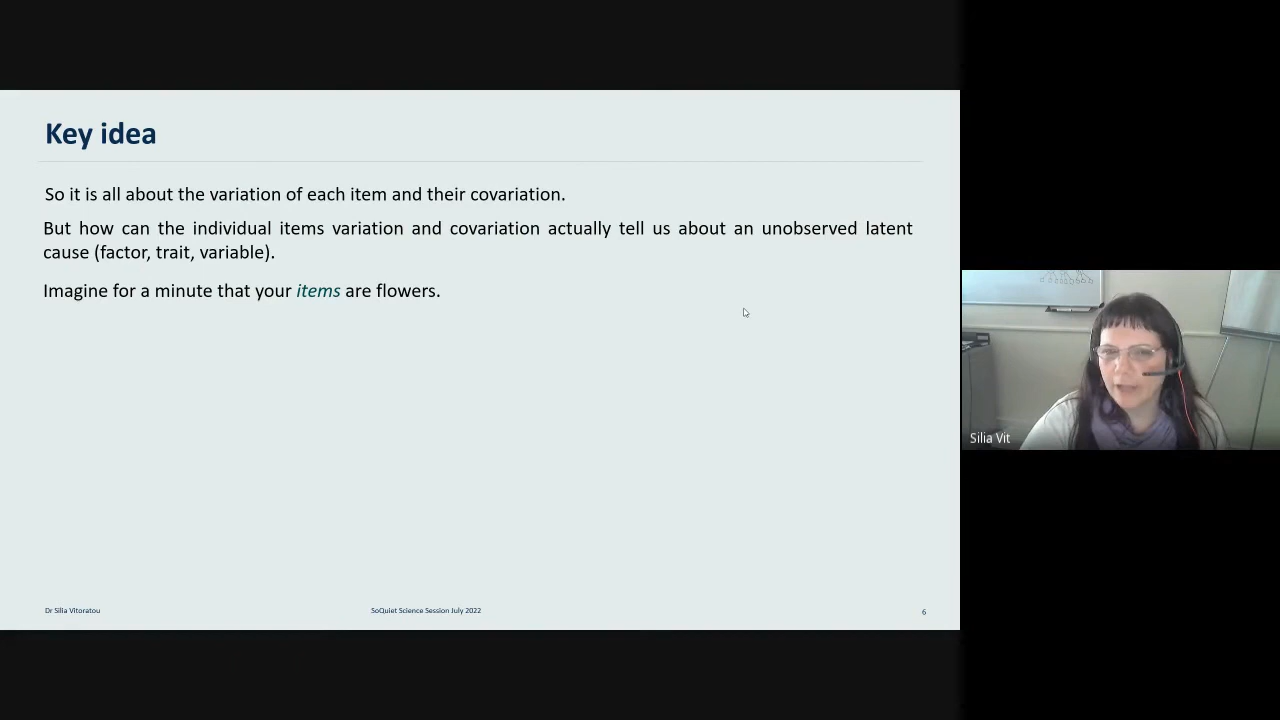 Key idea
So it is all about the variation of each item and their covariation.
But how can the individual items variation and covariation actually tell us about an unobserved latent
cause (factor, trait, variable).
Imagine for a minute that your items are flowers.
Silia Vit
Dr Silia Vitoratou
SoQuiet Science Session July 2022
6